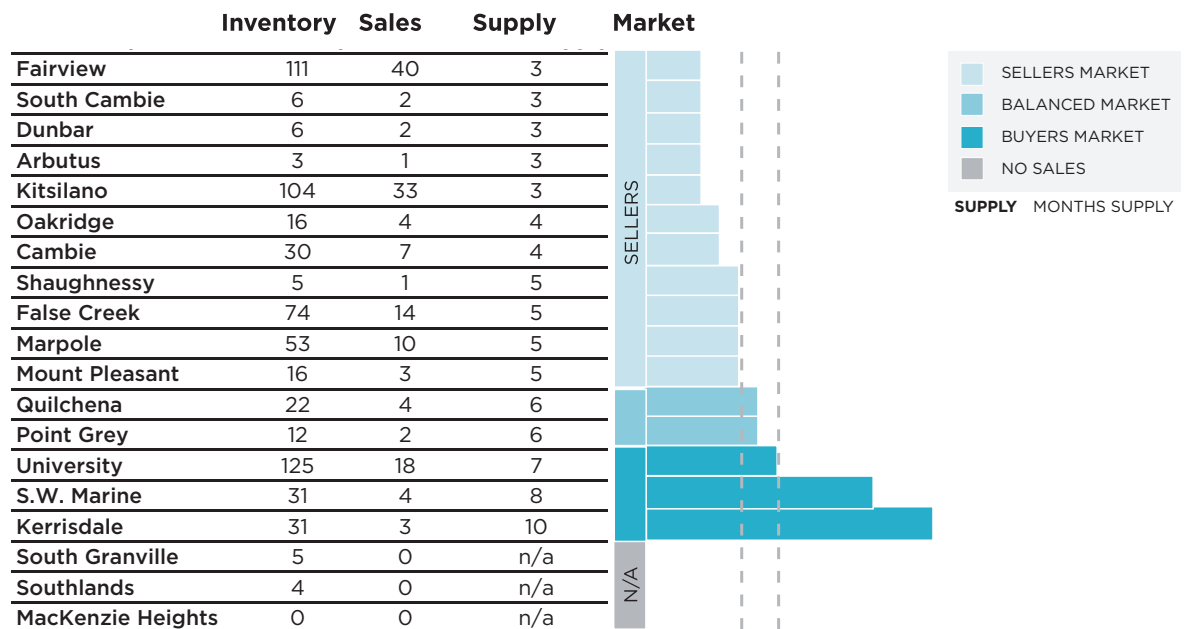 Inventory Sales Supply Market
Fairview 111 40 3
South Cambie 6 2 3
Dunbar 6 2 3
Arbutus 3 1 3
Kitsilano 104 33 3
Oakridge 16 4 4
Cambie 30 7 4
Shaughnessy 5 1 5
False Creek 74 14 5
Marpole 53 10 5
Mount Pleasant 16 3 5
Quilchena 22 4 6
Point Grey 12 2 6
University 125 18 7
S.W. Marine 31 4 8
Kerrisdale 31 3 10
South Granville 5 0 n/a
Southlands 4 0 n/a
MacKenzie Heights 0 0 n/a
SELLERS
N/A
SELLERS MARKET
BALANCED MARKET
BUYERS MARKET
NO SALES
SUPPLY MONTHS SUPPLY